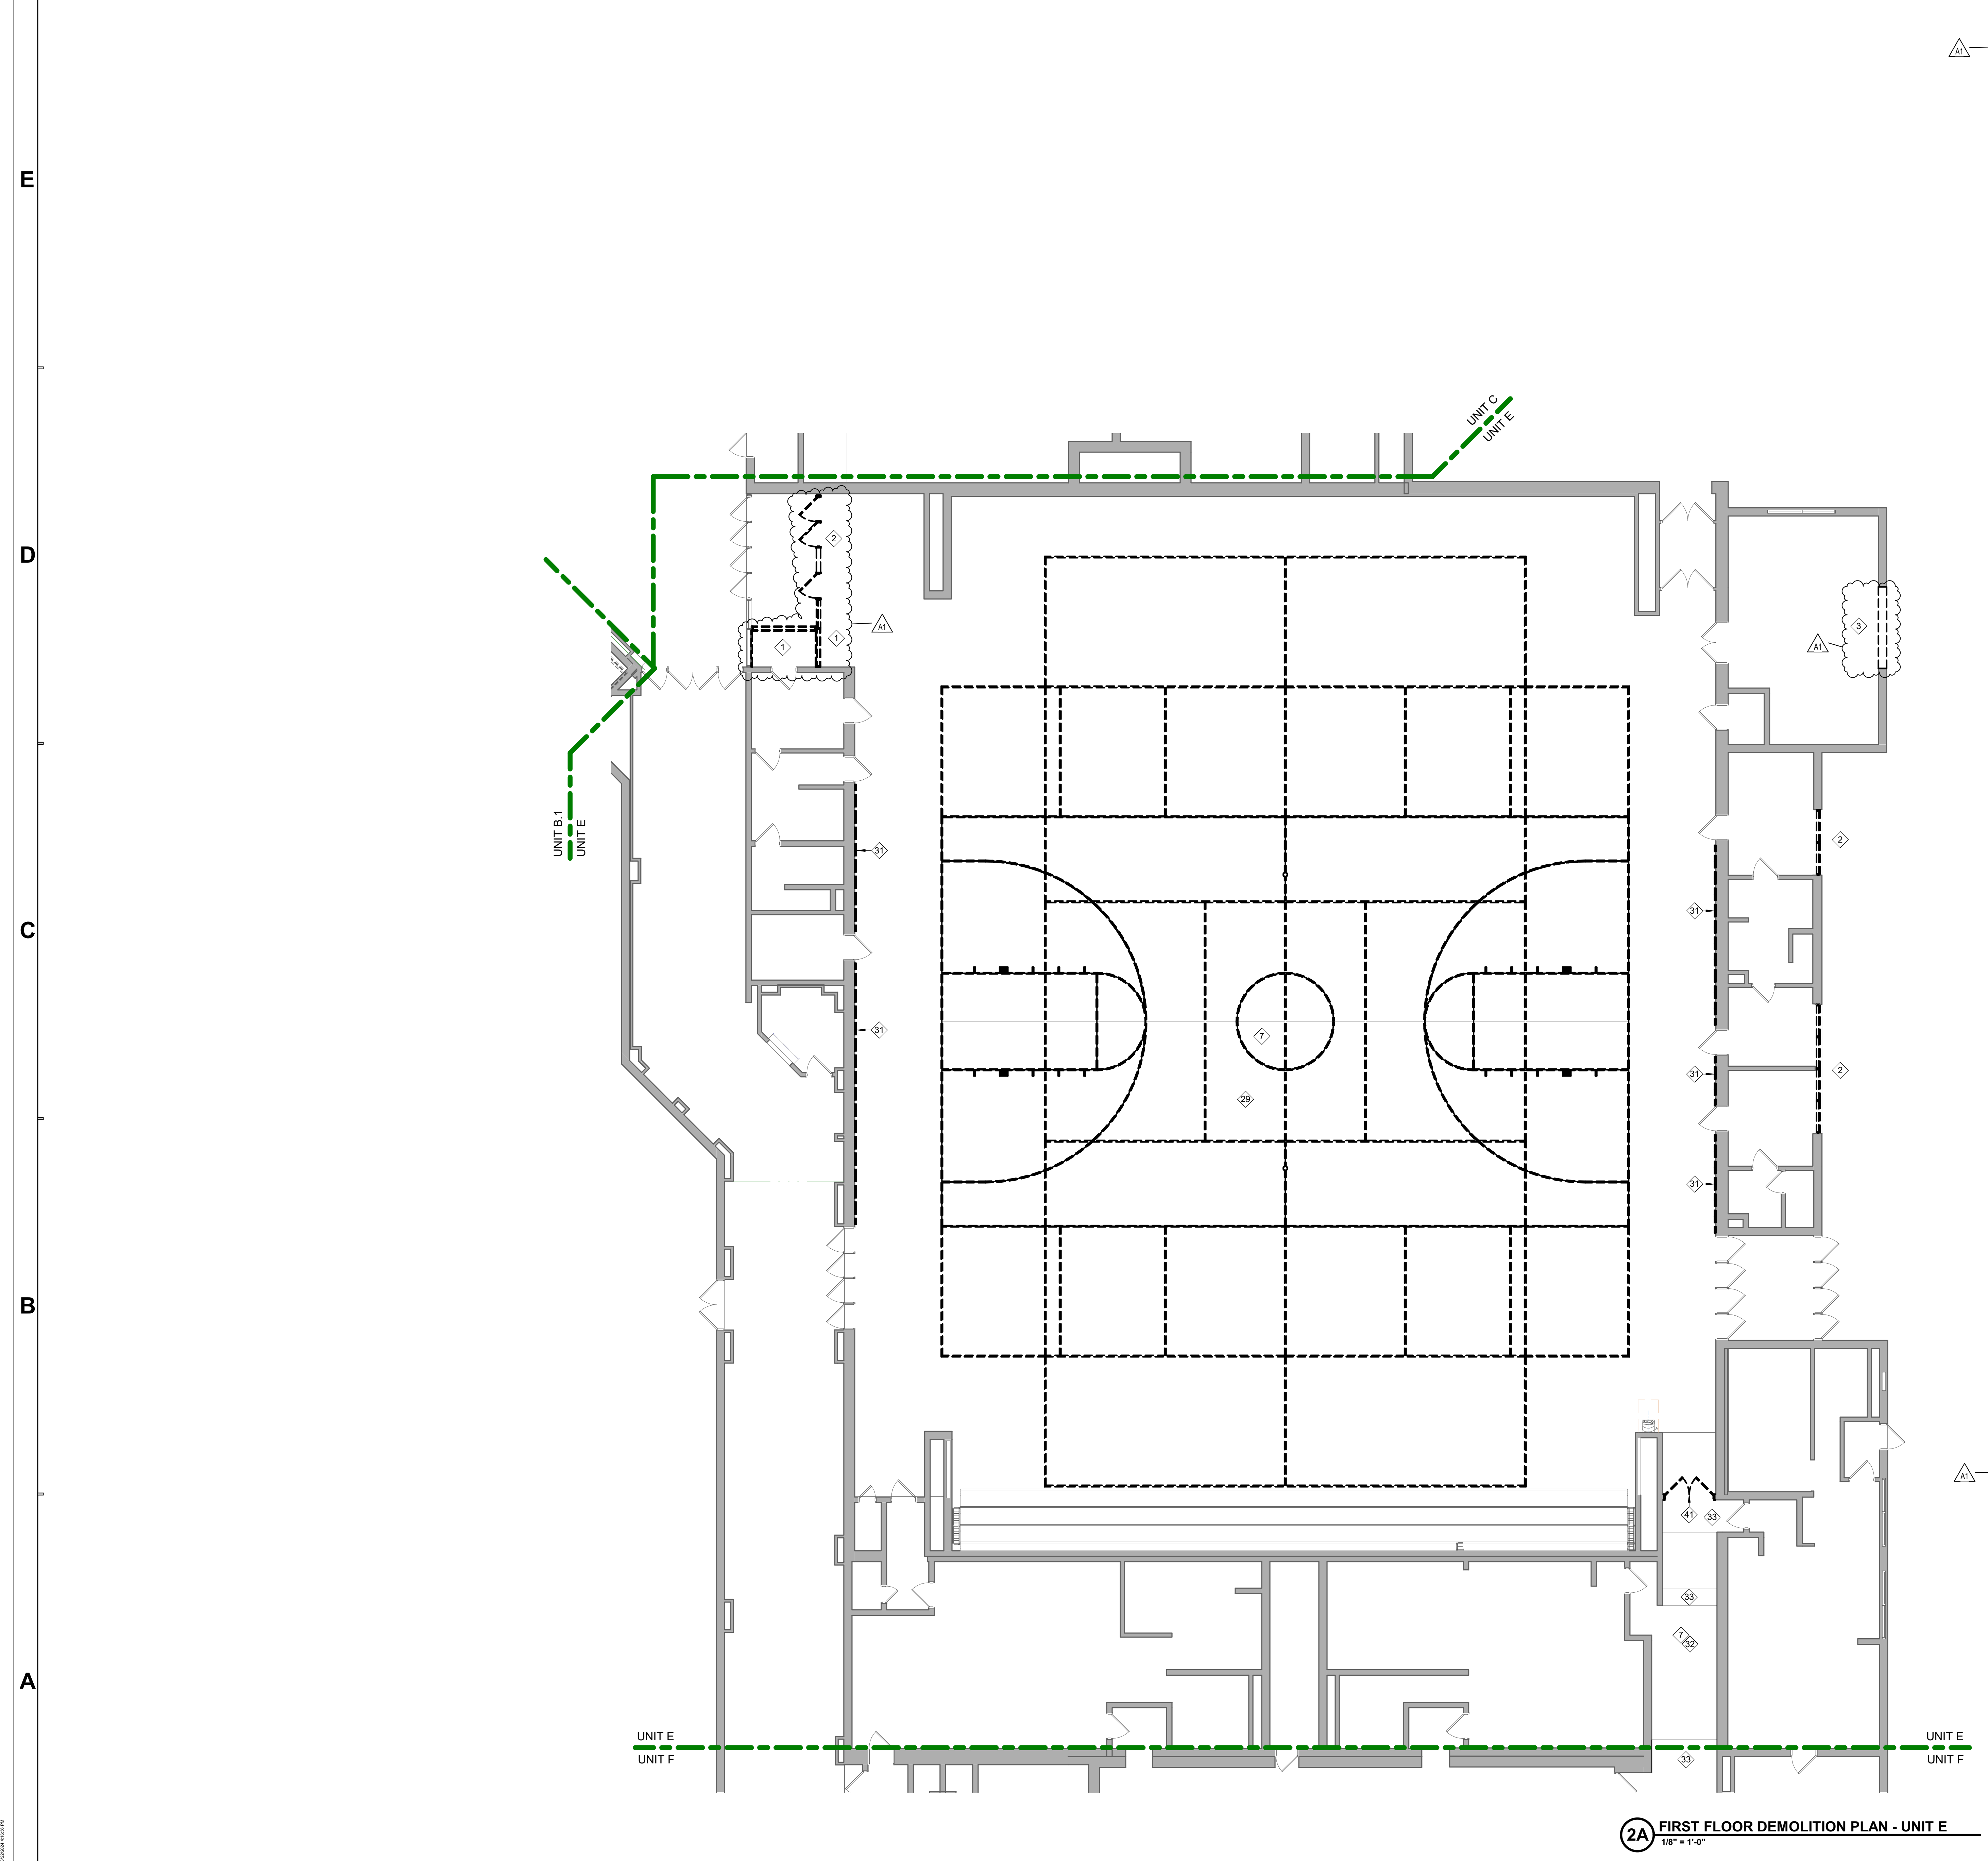 A1
E
UNIT C
UNIT E
D
2
1
1
A1
3
A1
UNIT B.1
UNIT E
31
2
C
31
31
7
31
2
29
31
B
A1
41
33
33
7
32
A
UNIT E
UNIT F
UNIT E
UNIT F
33
2A
FIRST FLOOR DEMOLITION PLAN - UNIT E
1/8" = 1'-0"